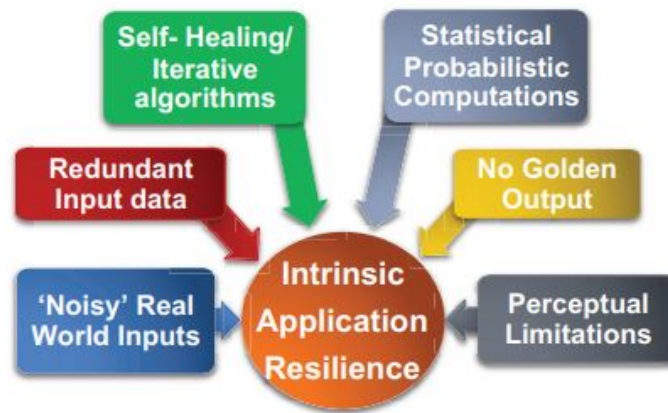 Self- Healing/
Iterative
algorithms
Statistical
Probabilistic
Computations
Redundant
Input data
No Golden
Output
'Noisy' Real
World Inputs
Intrinsic
Application
Resilience
Perceptual
Limitations